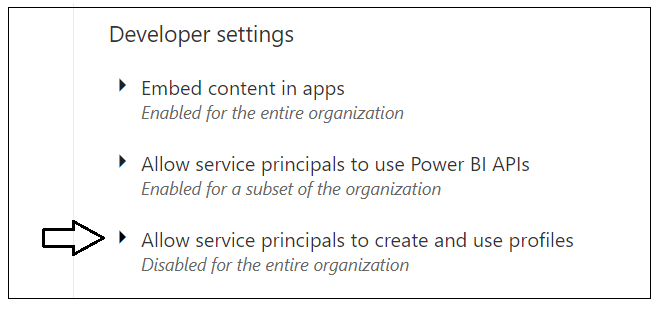 Developer settings
Embed content in apps
Enabled for the entire organization
Allow service principals to use Power BI APIs
Enabled for a subset of the organization
Allow service principals to create and use profiles
Disabled for the entire organization